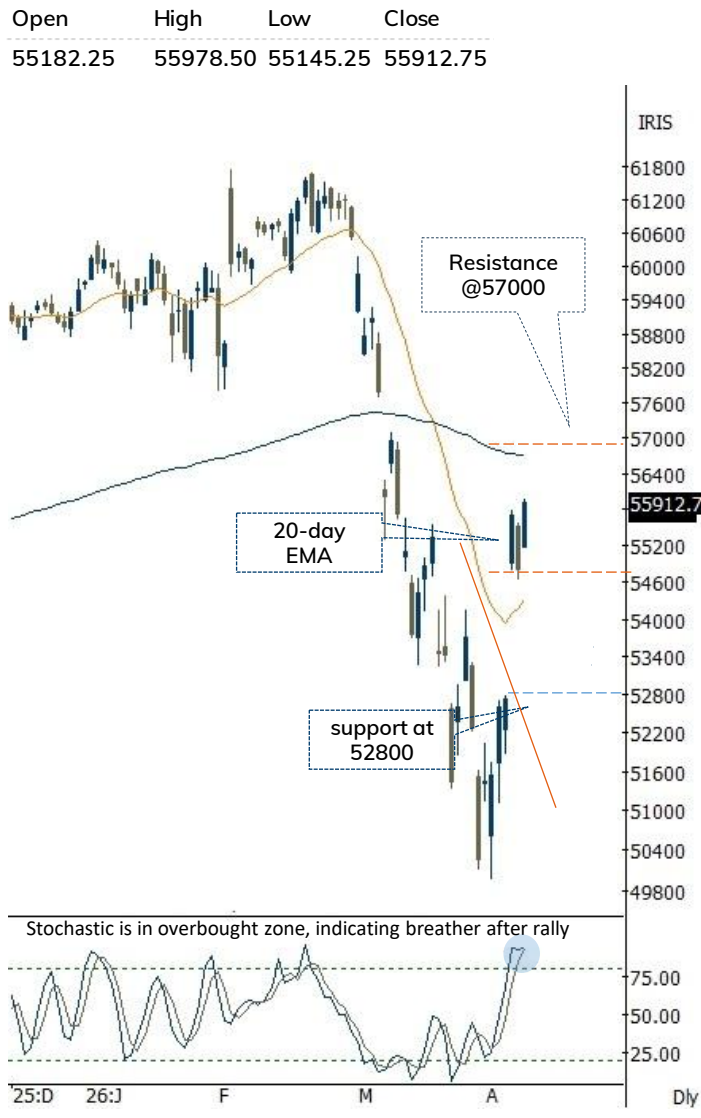 Open High Low Close
55182.25 55978.50 55145.25 55912.75
IRIS
61800
61200
60600
60000
59400
58800
58200
57600
57000
56400
55912.7
55200
54600
54000
53400
52800
52200
51600
51000
50400
49800
Resistance
@57000
20-day
EMA
support at
52800
Stochastic is in overbought zone, indicating breather after rally
75.00
50.00
25.00
25:D 26:J F M A Dly